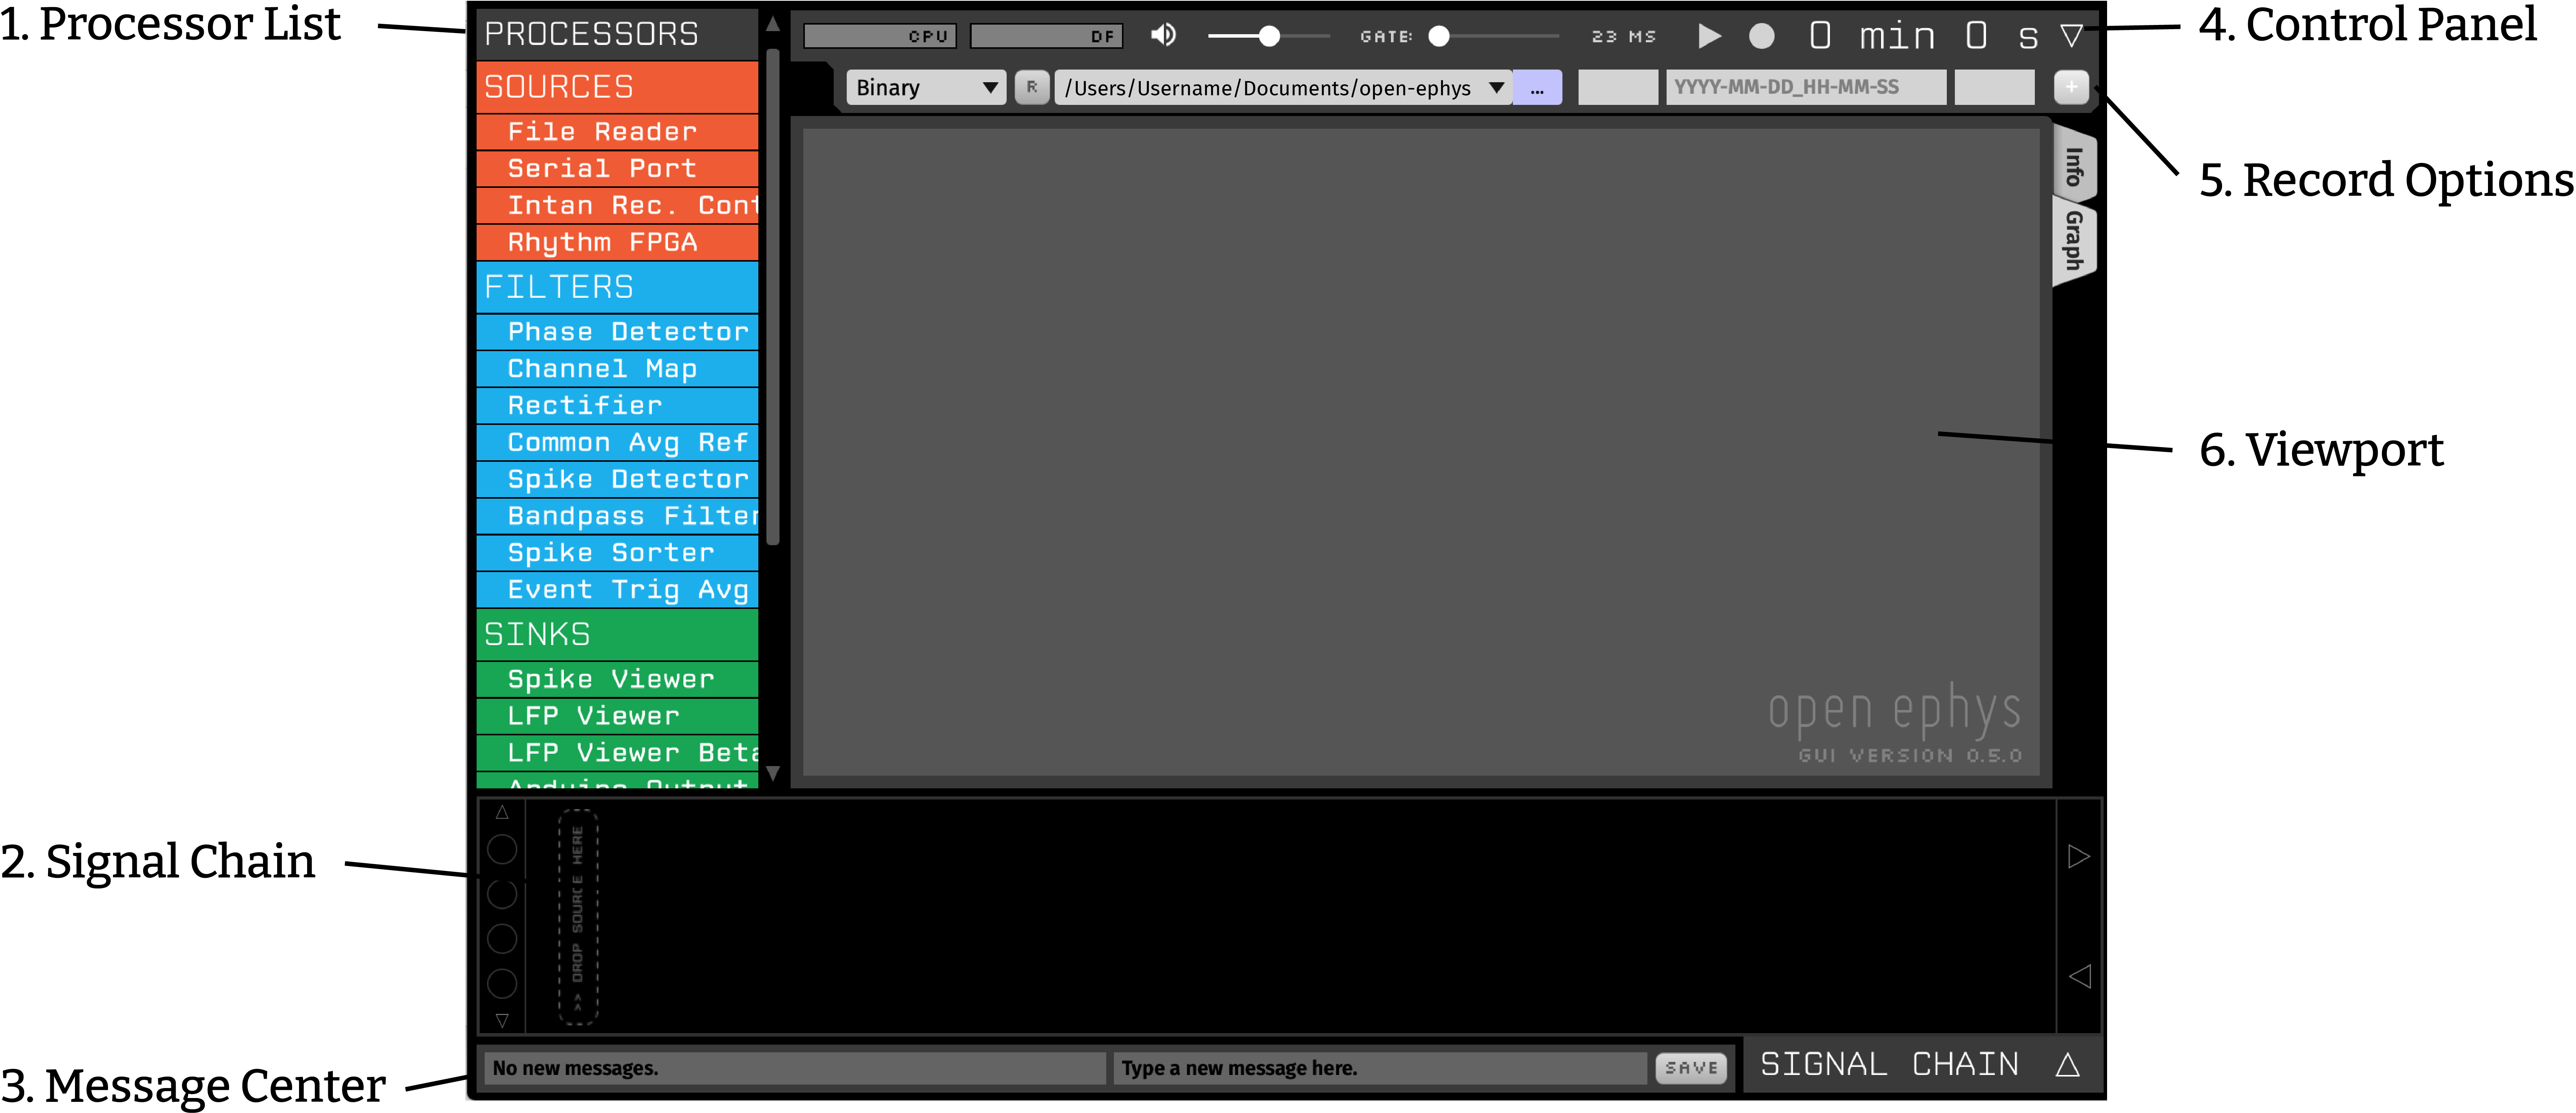 1. Processor List
2. Signal Chain
3. Message Center
4. Control Panel
5. Record Options
6. Viewport
PROCESSORS
SOURCES
File Reader
Serial Port
Intan Rec. Cont
Rhythm FPGA
FILTERS
Phase Detector
Channel Map
Rectifier
Common Avg Ref
Spike Detector
Bandpass Filter
Spike Sorter
Event Trig Avg
SINKS
Spike Viewer
LFP Viewer
LFP Viewer Beta
Arduino Output
CPU DF GATE: 23 MS 0 min 0 s
Binary R /Users/Username/Documents/open-ephys ... YYYY-MM-DD_HH-MM-SS +
Info
Graph
open ephys
GUI VERSION 0.5.0
>> DROP SOURCE HERE
No new messages. Type a new message here. SAVE
SIGNAL CHAIN